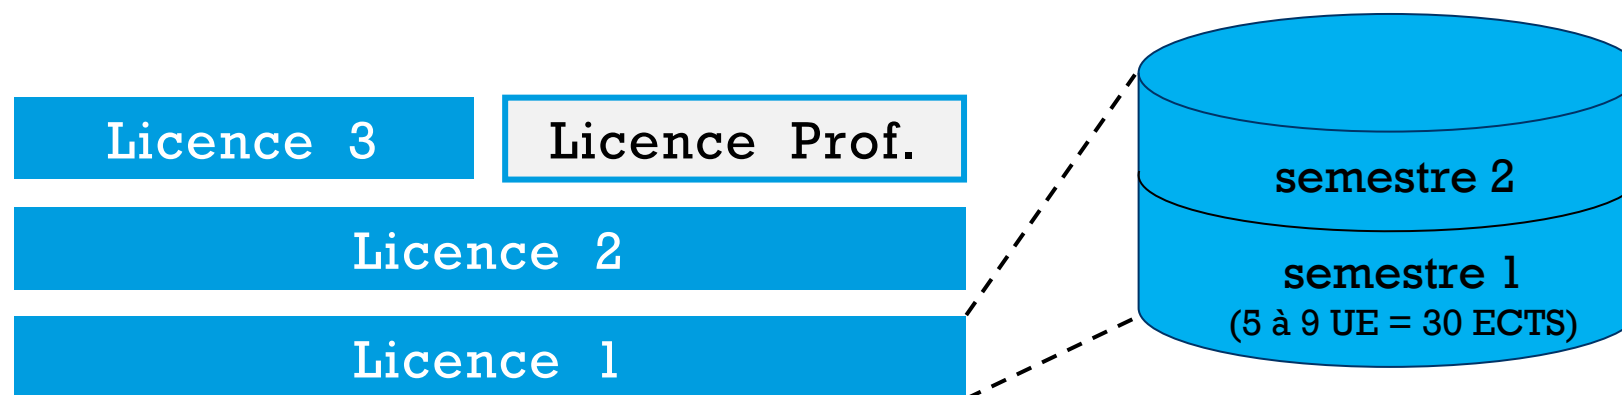 Licence 3
Licence Prof.
Licence 2
Licence 1
semestre 2
semestre 1
(5 à 9 UE = 30 ECTS)